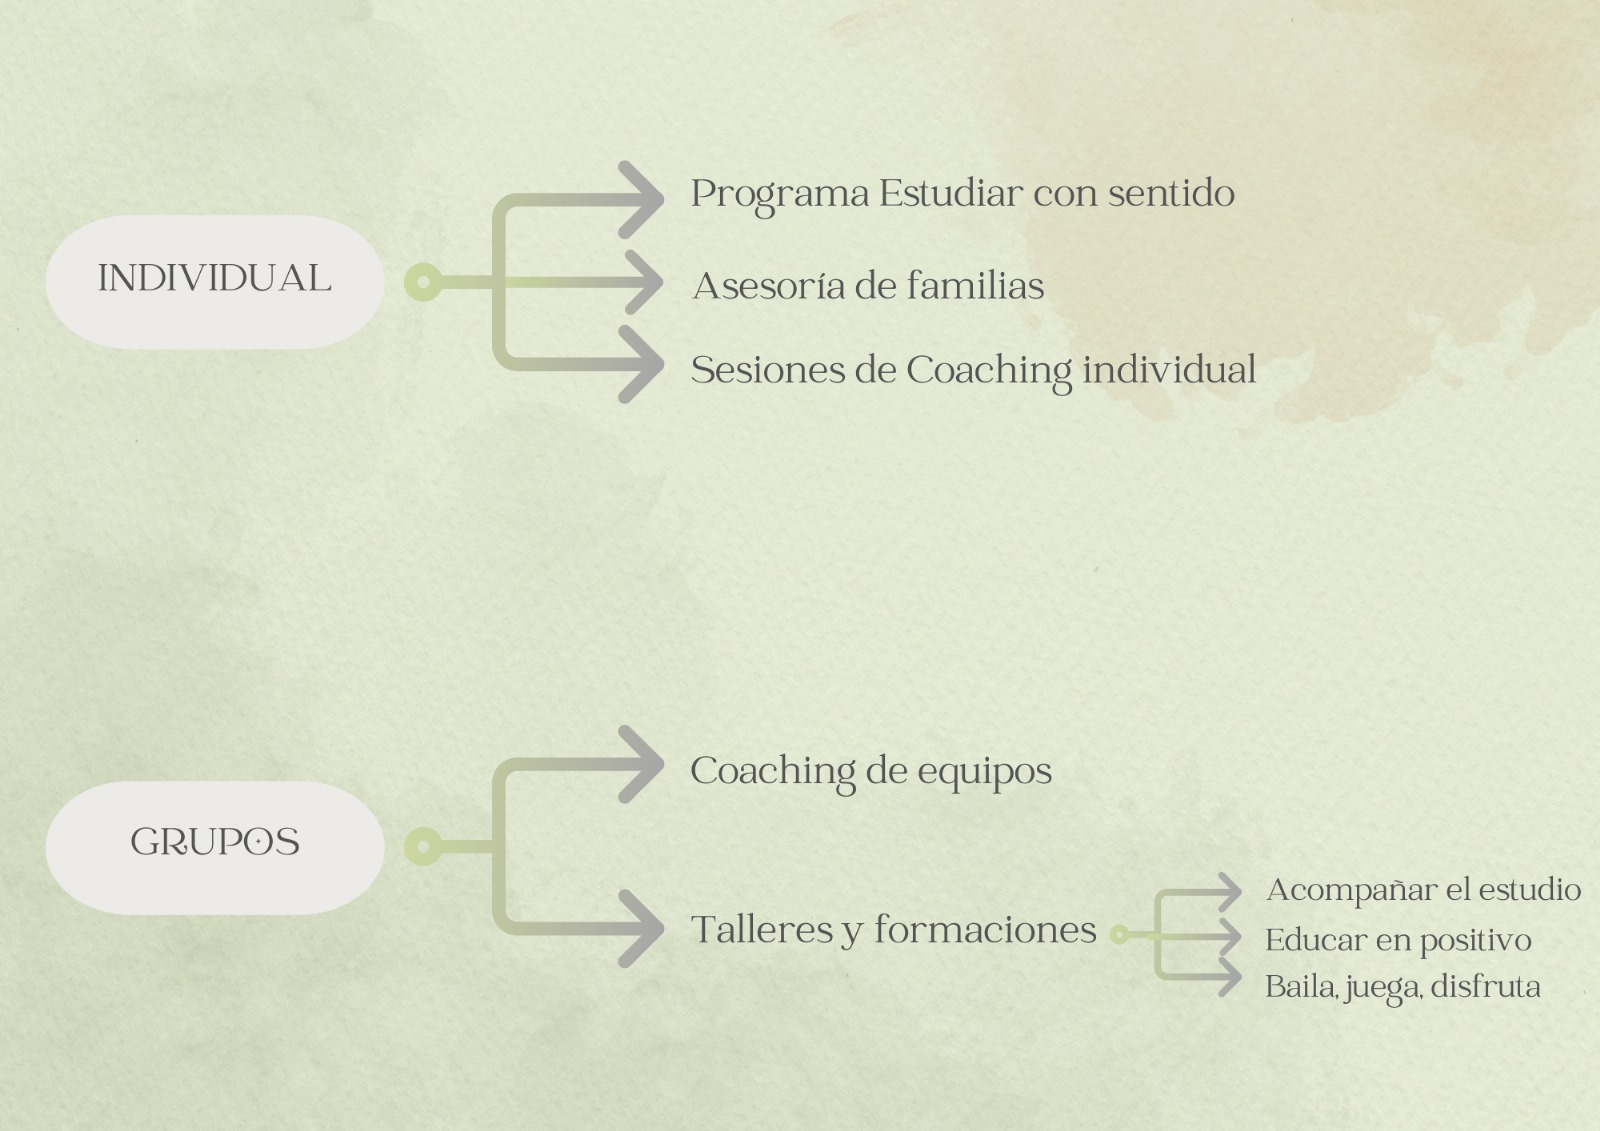 INDIVIDUAL
Programa Estudiar con sentido
Asesoría de familias
Sesiones de Coaching individual
GRUPOS
Coaching de equipos
Talleres y formaciones
Acompañar el estudio
Educar en positivo
Baila, juega, disfruta